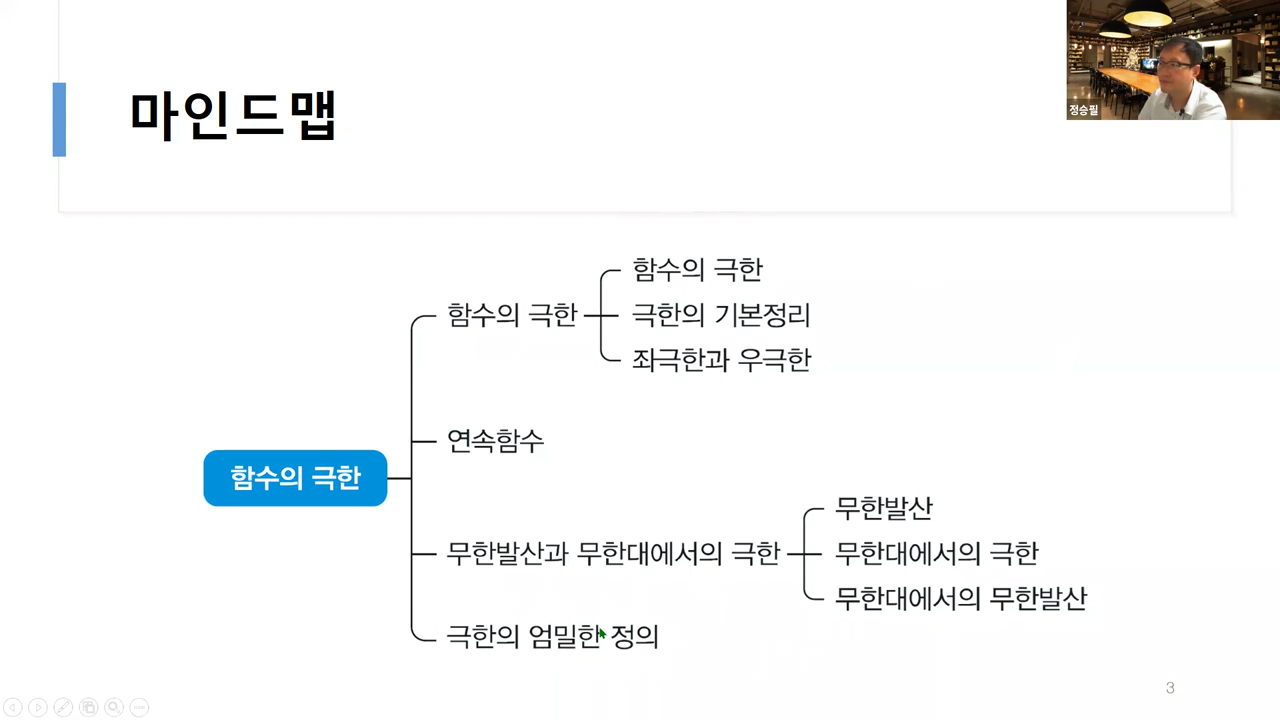 정승필
마인드맵
함수의 극한
함수의 극한
함수의 극한
극한의 기본정리
좌극한과 우극한
연속함수
무한발산과 무한대에서의 극한
무한발산
무한대에서의 극한
무한대에서의 무한발산
극한의 엄밀한 정의
3